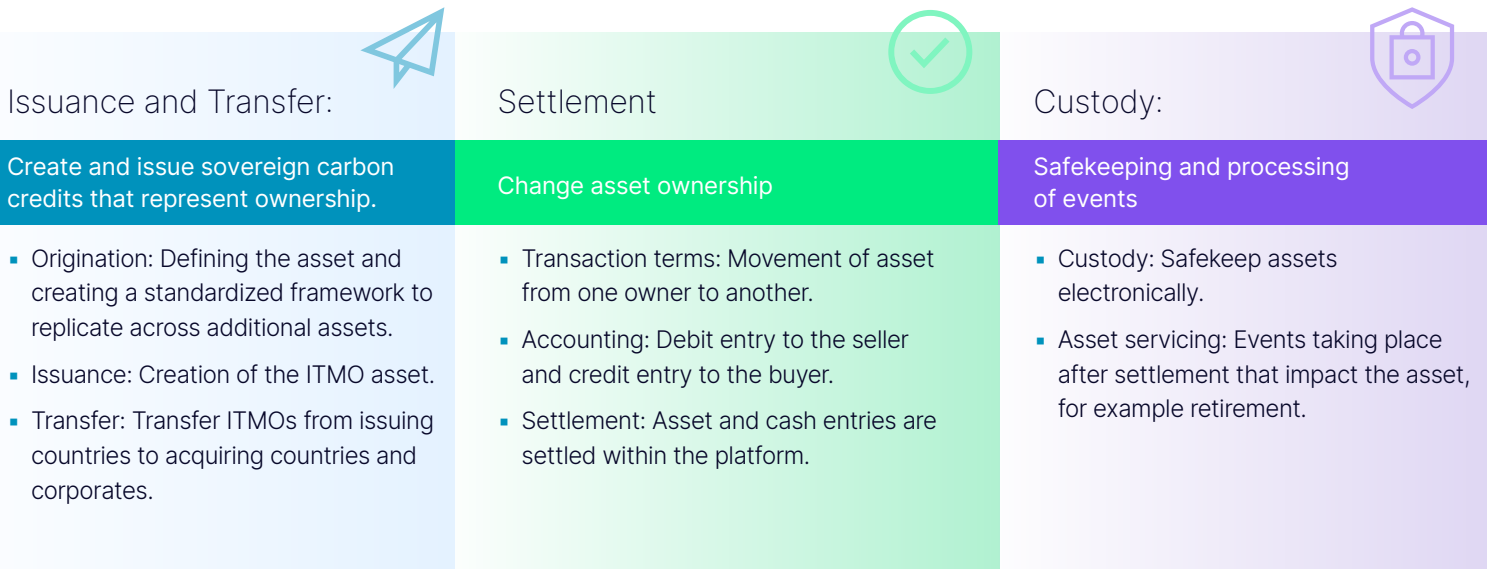 Issuance and Transfer:
Create and issue sovereign carbon
credits that represent ownership.
▪ Origination: Defining the asset and
creating a standardized framework to
replicate across additional assets.
▪ Issuance: Creation of the ITMO asset.
▪ Transfer: Transfer ITMOs from issuing
countries to acquiring countries and
corporates.
Settlement
Change asset ownership
▪ Transaction terms: Movement of asset
from one owner to another.
▪ Accounting: Debit entry to the seller
and credit entry to the buyer.
▪ Settlement: Asset and cash entries are
settled within the platform.
Custody:
Safekeeping and processing
of events
▪ Custody: Safekeep assets
electronically.
▪ Asset servicing: Events taking place
after settlement that impact the asset,
for example retirement.